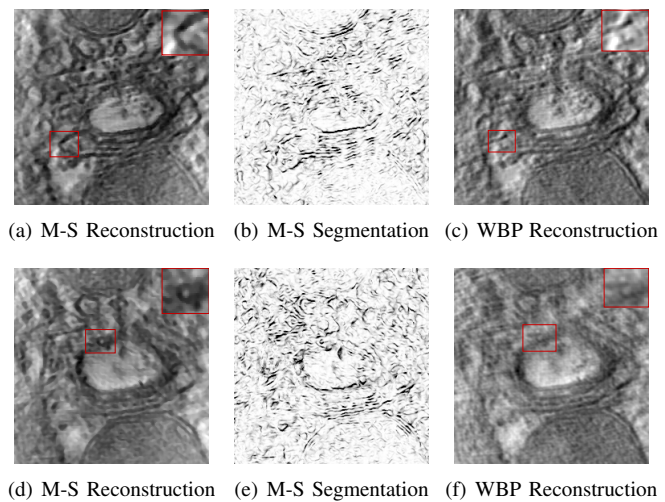 (a) M-S Reconstruction (b) M-S Segmentation (c) WBP Reconstruction
(d) M-S Reconstruction (e) M-S Segmentation (f) WBP Reconstruction